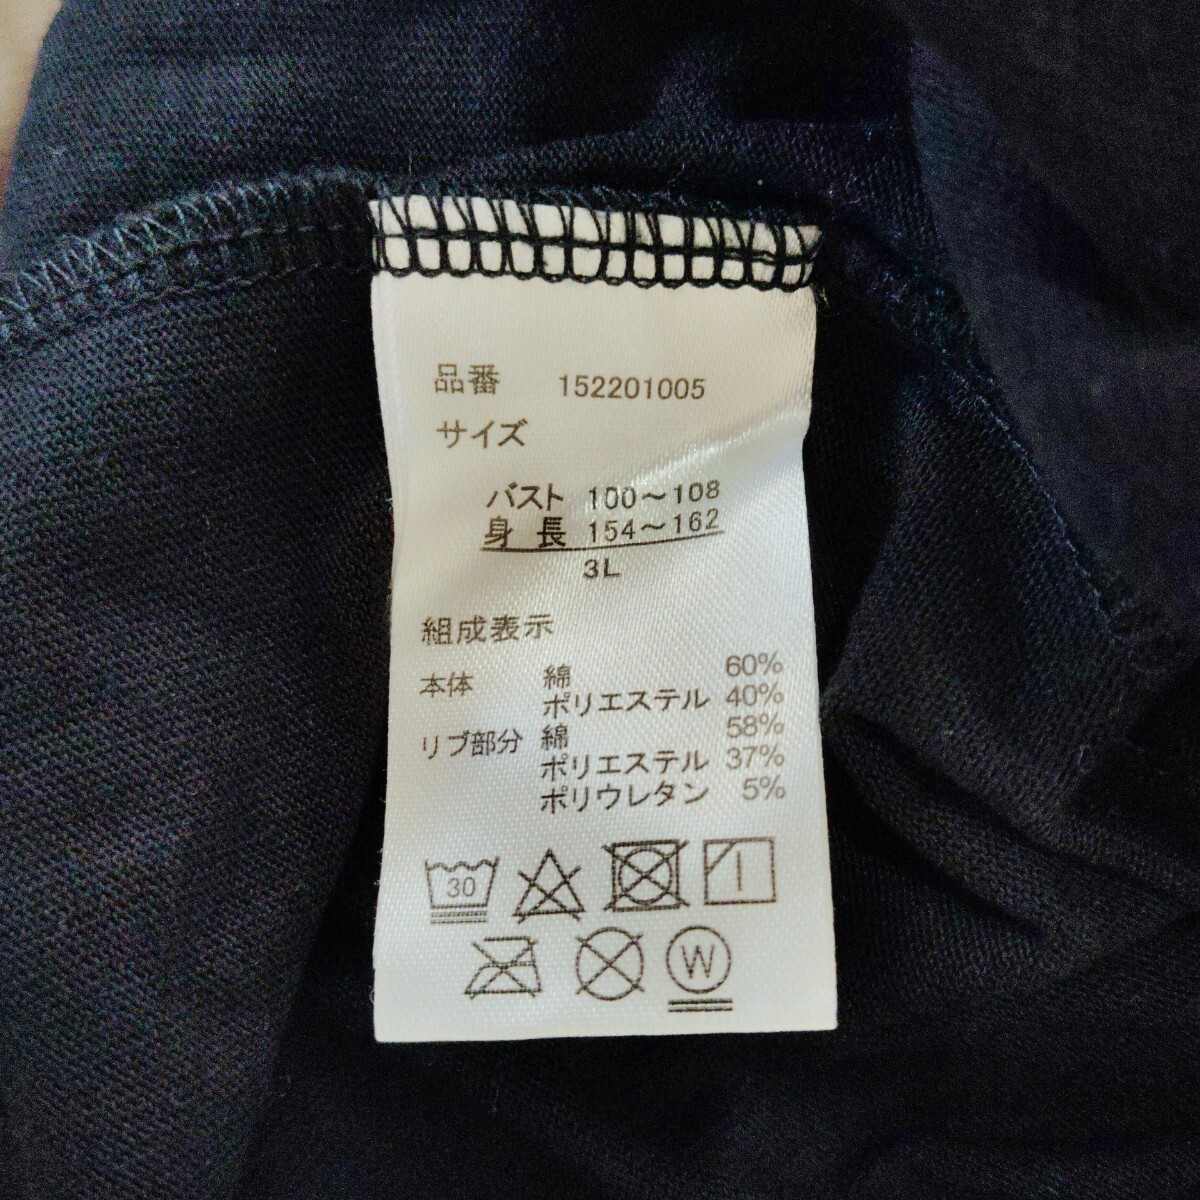 品番 152201005
サイズ
バスト 100～108
身長 154～162
3L
組成表示
本体 綿 60%
ポリエステル 40%
リブ部分 綿 58%
ポリエステル 37%
ポリウレタン 5%
30
W